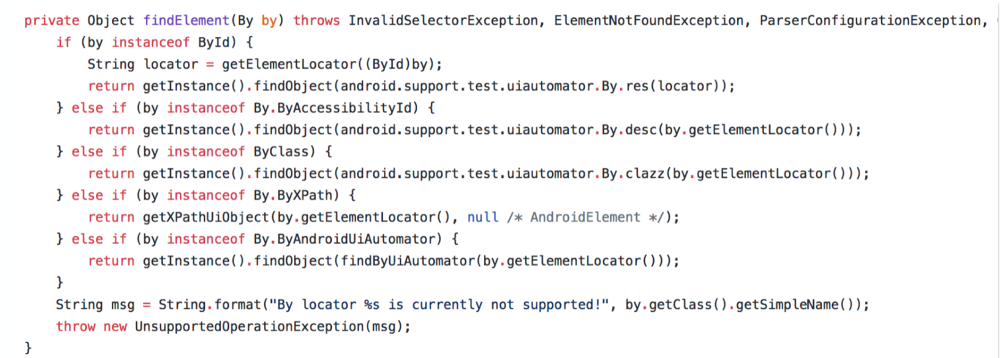 private Object findElement(By by) throws InvalidSelectorException, ElementNotFoundException, ParserConfigurationException,
    if (by instanceof ById) {
        String locator = getElementLocator((ById)by);
        return getInstance().findObject(android.support.test.uiautomator.By.res(locator));
    } else if (by instanceof By.ByAccessibilityId) {
        return getInstance().findObject(android.support.test.uiautomator.By.desc(by.getElementLocator()));
    } else if (by instanceof ByClass) {
        return getInstance().findObject(android.support.test.uiautomator.By.clazz(by.getElementLocator()));
    } else if (by instanceof By.ByXPath) {
        return getXPathUiObject(by.getElementLocator(), null /* AndroidElement */);
    } else if (by instanceof By.ByAndroidUiAutomator) {
        return getInstance().findObject(findByUiAutomator(by.getElementLocator()));
    }
    String msg = String.format("By locator %s is currently not supported!", by.getClass().getSimpleName());
    throw new UnsupportedOperationException(msg);
}